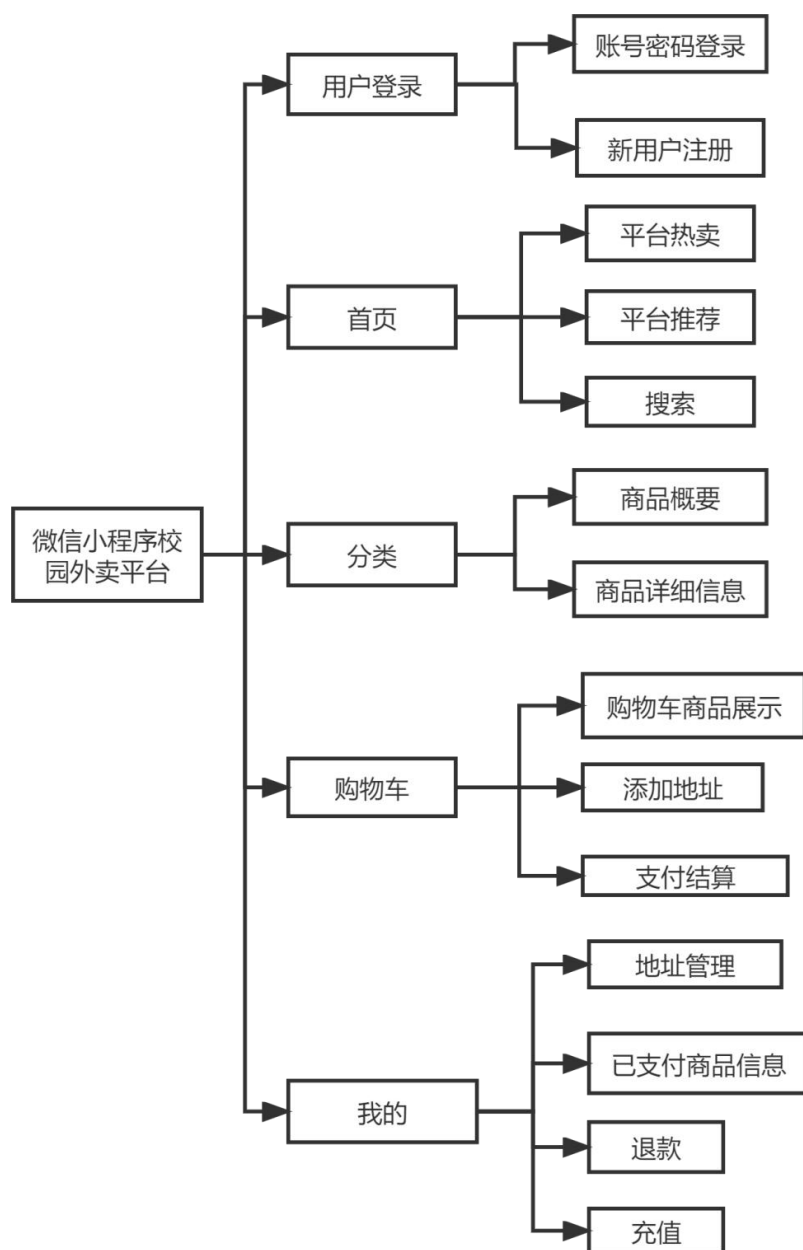 微信小程序校
园外卖平台
用户登录
账号密码登录
新用户注册
首页
平台热卖
平台推荐
搜索
分类
商品概要
商品详细信息
购物车
购物车商品展示
添加地址
支付结算
我的
地址管理
已支付商品信息
退款
充值